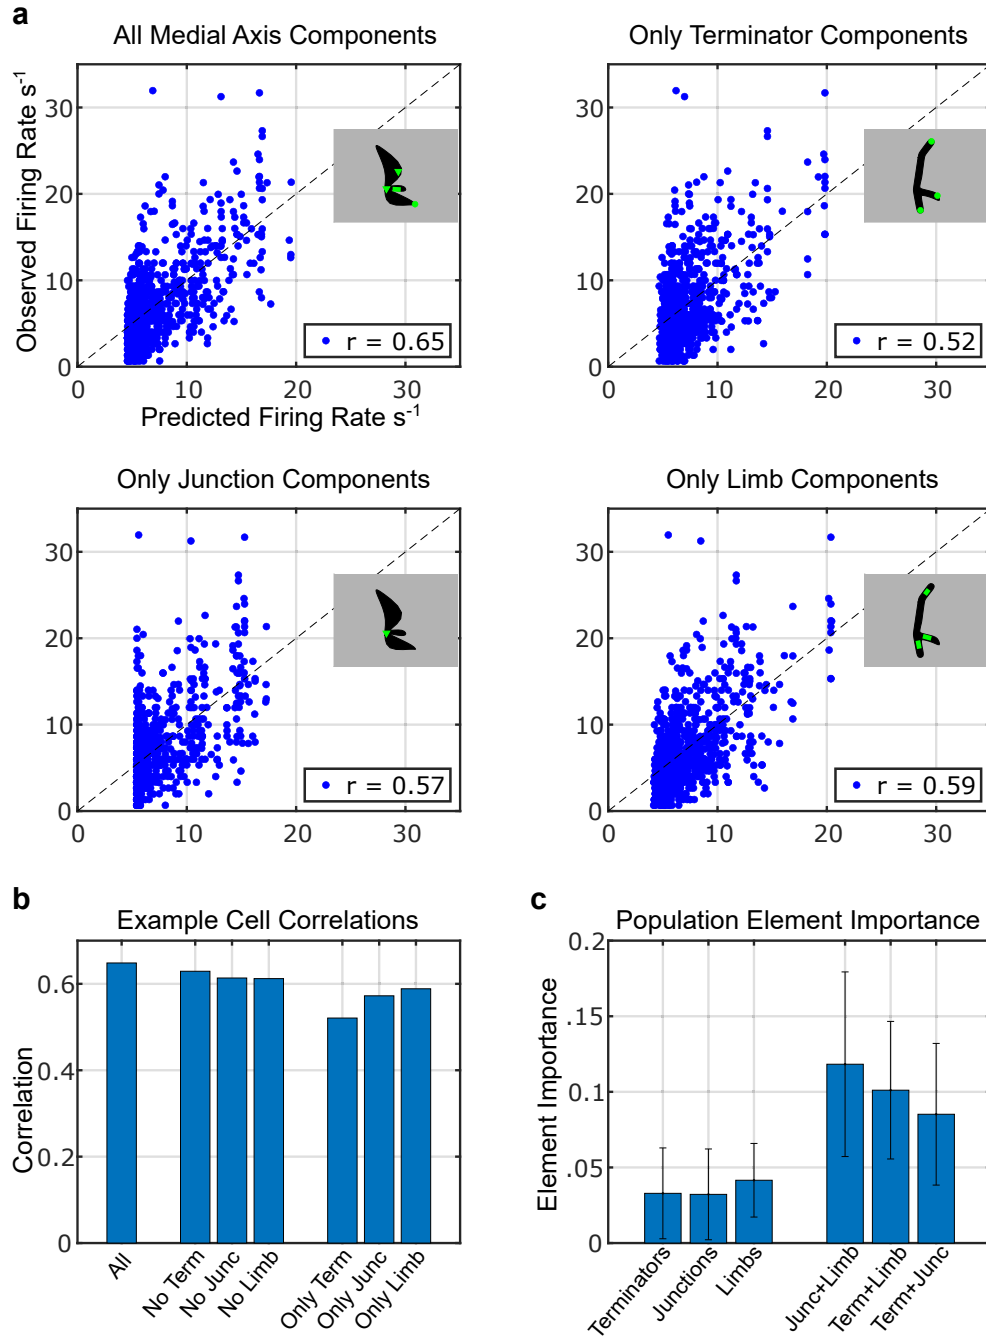 a
All Medial Axis Components
Only Terminator Components
Observed Firing Rate s⁻¹
30
20
10
0
0 10 20 30
r = 0.65
Predicted Firing Rate s⁻¹
30
20
10
0
0 10 20 30
r = 0.52
Only Junction Components
Only Limb Components
30
20
10
0
0 10 20 30
r = 0.57
30
20
10
0
0 10 20 30
r = 0.59
b
Example Cell Correlations
Correlation
0.6
0.4
0.2
0
All
No Term
No Junc
No Limb
Only Term
Only Junc
Only Limb
c
Population Element Importance
Element Importance
0.2
.15
0.1
.05
0
Terminators
Junctions
Limbs
Junc+Limb
Term+Limb
Term+Junc